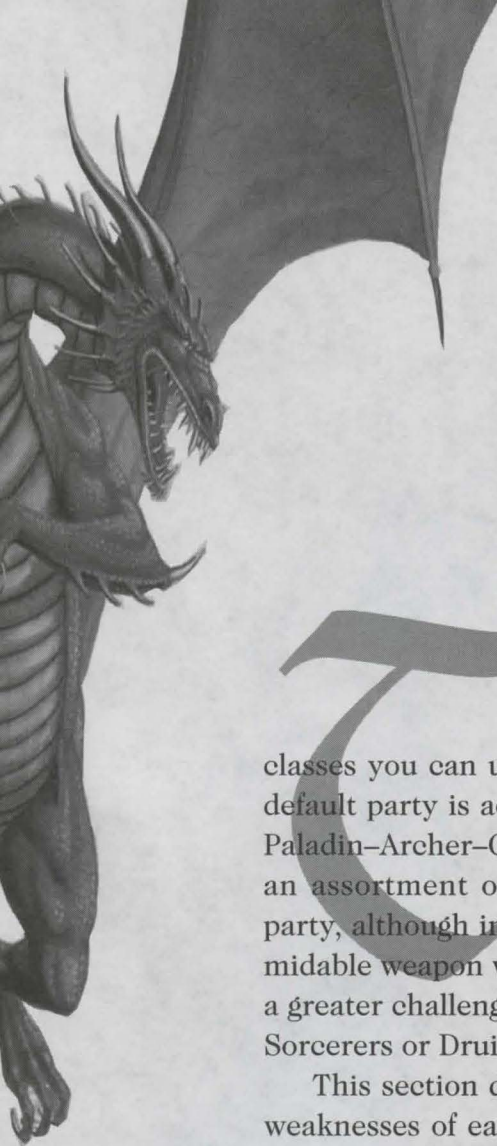 T
classes you can u
default party is a
Paladin–Archer–
an assortment o
party, although i
midable weapon
a greater challeng
Sorcerers or Drui
This section
weaknesses of ea